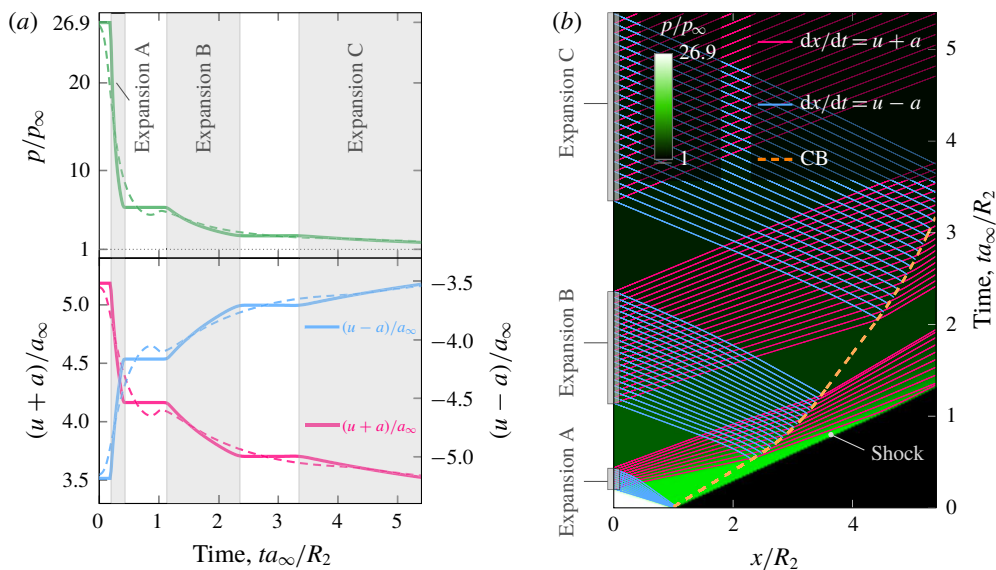 (a)
26.9
20
10
1
p/p∞
Expansion A
Expansion B
Expansion C
5.0
4.5
4.0
3.5
(u + a)/a∞
(u − a)/a∞
(u + a)/a∞
−3.5
−4.0
−4.5
−5.0
(u − a)/a∞
0 1 2 3 4 5
Time, ta∞/R2
(b)
p/p∞
26.9
1
dx/dt = u + a
dx/dt = u − a
CB
Shock
Expansion C
Expansion B
Expansion A
5
4
3
2
1
0
Time, ta∞/R2
0 2 4
x/R2